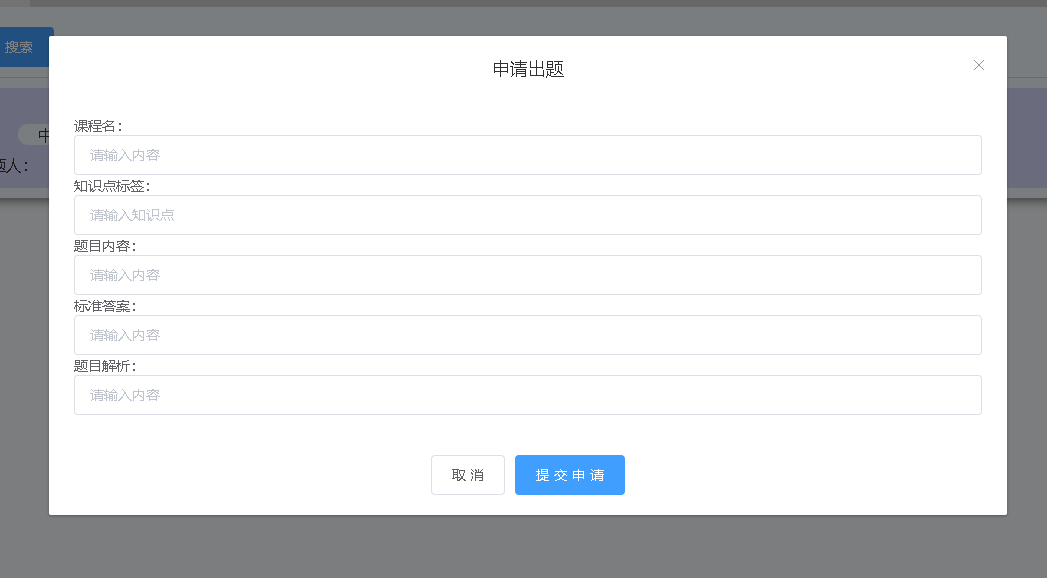 搜索
申请出题
中
题人：
课程名：
请输入内容
知识点标签：
请输入知识点
题目内容：
请输入内容
标准答案：
请输入内容
题目解析：
请输入内容
取 消
提 交 申 请